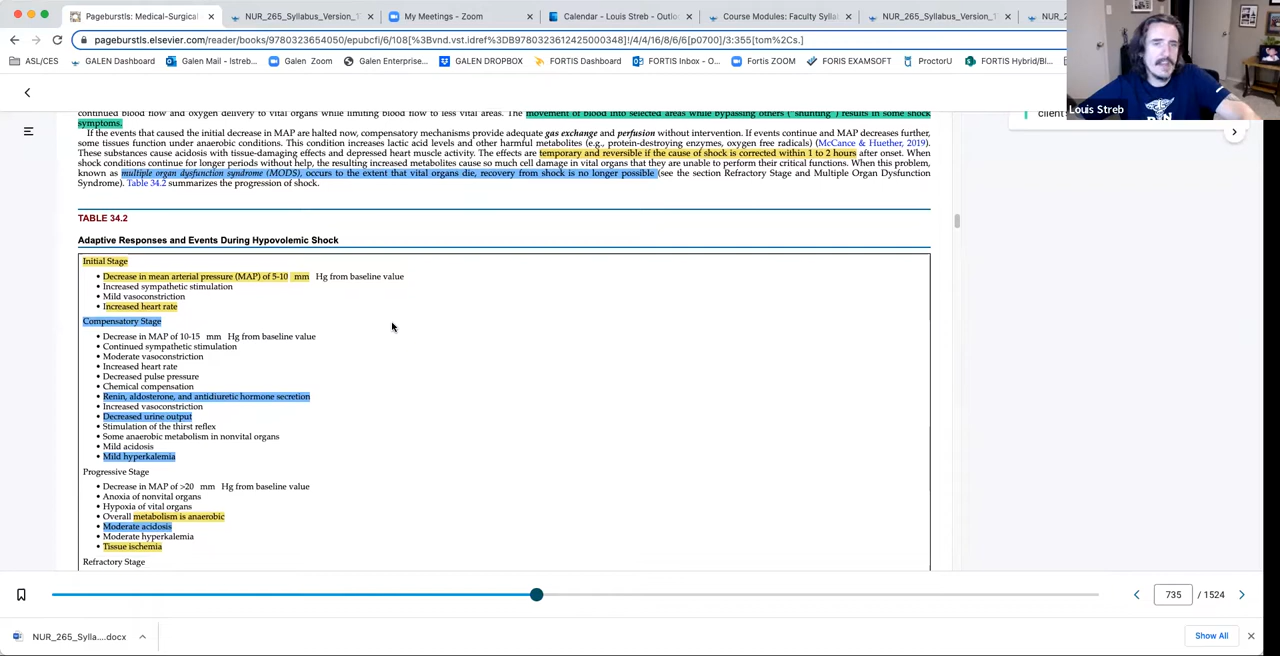 Pageburstls: Medical-Surgical
NUR_265_Syllabus_Version_1
My Meetings - Zoom
Calendar - Louis Streb - Outlo
Course Modules: Faculty Sylla
NUR_265_Syllabus_Version_1
NUR_2
pageburstls.elsevier.com/reader/books/9780323654050/epubcfi/6/108[%3Bvnd.vst.idref%3DB9780323612425000348]!/4/4/16/8/6/6[p0700]/3:355[tom%2Cs.]
ASL/CES
GALEN Dashboard
Galen Mail - lstreb...
Galen Zoom
Galen Enterprise...
GALEN DROPBOX
FORTIS Dashboard
FORTIS Inbox - O...
Fortis ZOOM
FORIS EXAMSOFT
ProctorU
FORTIS Hybrid/Bl...
Louis Streb
client
continued blood flow and oxygen delivery to vital organs while limiting blood flow to less vital areas. The movement of blood into selected areas while bypassing others ("shunting") results in some shock
symptoms.
If the events that caused the initial decrease in MAP are halted now, compensatory mechanisms provide adequate gas exchange and perfusion without intervention. If events continue and MAP decreases further,
some tissues function under anaerobic conditions. This condition increases lactic acid levels and other harmful metabolites (e.g., protein-destroying enzymes, oxygen free radicals) (McCance & Huether, 2019).
These substances cause acidosis with tissue-damaging effects and depressed heart muscle activity. The effects are temporary and reversible if the cause of shock is corrected within 1 to 2 hours after onset. When
shock conditions continue for longer periods without help, the resulting increased metabolites cause so much cell damage in vital organs that they are unable to perform their critical functions. When this problem,
known as multiple organ dysfunction syndrome (MODS), occurs to the extent that vital organs die, recovery from shock is no longer possible (see the section Refractory Stage and Multiple Organ Dysfunction
Syndrome). Table 34.2 summarizes the progression of shock.
TABLE 34.2
Adaptive Responses and Events During Hypovolemic Shock
Initial Stage
• Decrease in mean arterial pressure (MAP) of 5-10 mm Hg from baseline value
• Increased sympathetic stimulation
• Mild vasoconstriction
• Increased heart rate
Compensatory Stage
• Decrease in MAP of 10-15 mm Hg from baseline value
• Continued sympathetic stimulation
• Moderate vasoconstriction
• Increased heart rate
• Decreased pulse pressure
• Chemical compensation
• Renin, aldosterone, and antidiuretic hormone secretion
• Increased vasoconstriction
• Decreased urine output
• Stimulation of the thirst reflex
• Some anaerobic metabolism in nonvital organs
• Mild acidosis
• Mild hyperkalemia
Progressive Stage
• Decrease in MAP of >20 mm Hg from baseline value
• Anoxia of nonvital organs
• Hypoxia of vital organs
• Overall metabolism is anaerobic
• Moderate acidosis
• Moderate hyperkalemia
• Tissue ischemia
Refractory Stage
735 / 1524
NUR_265_Sylla....docx
Show All